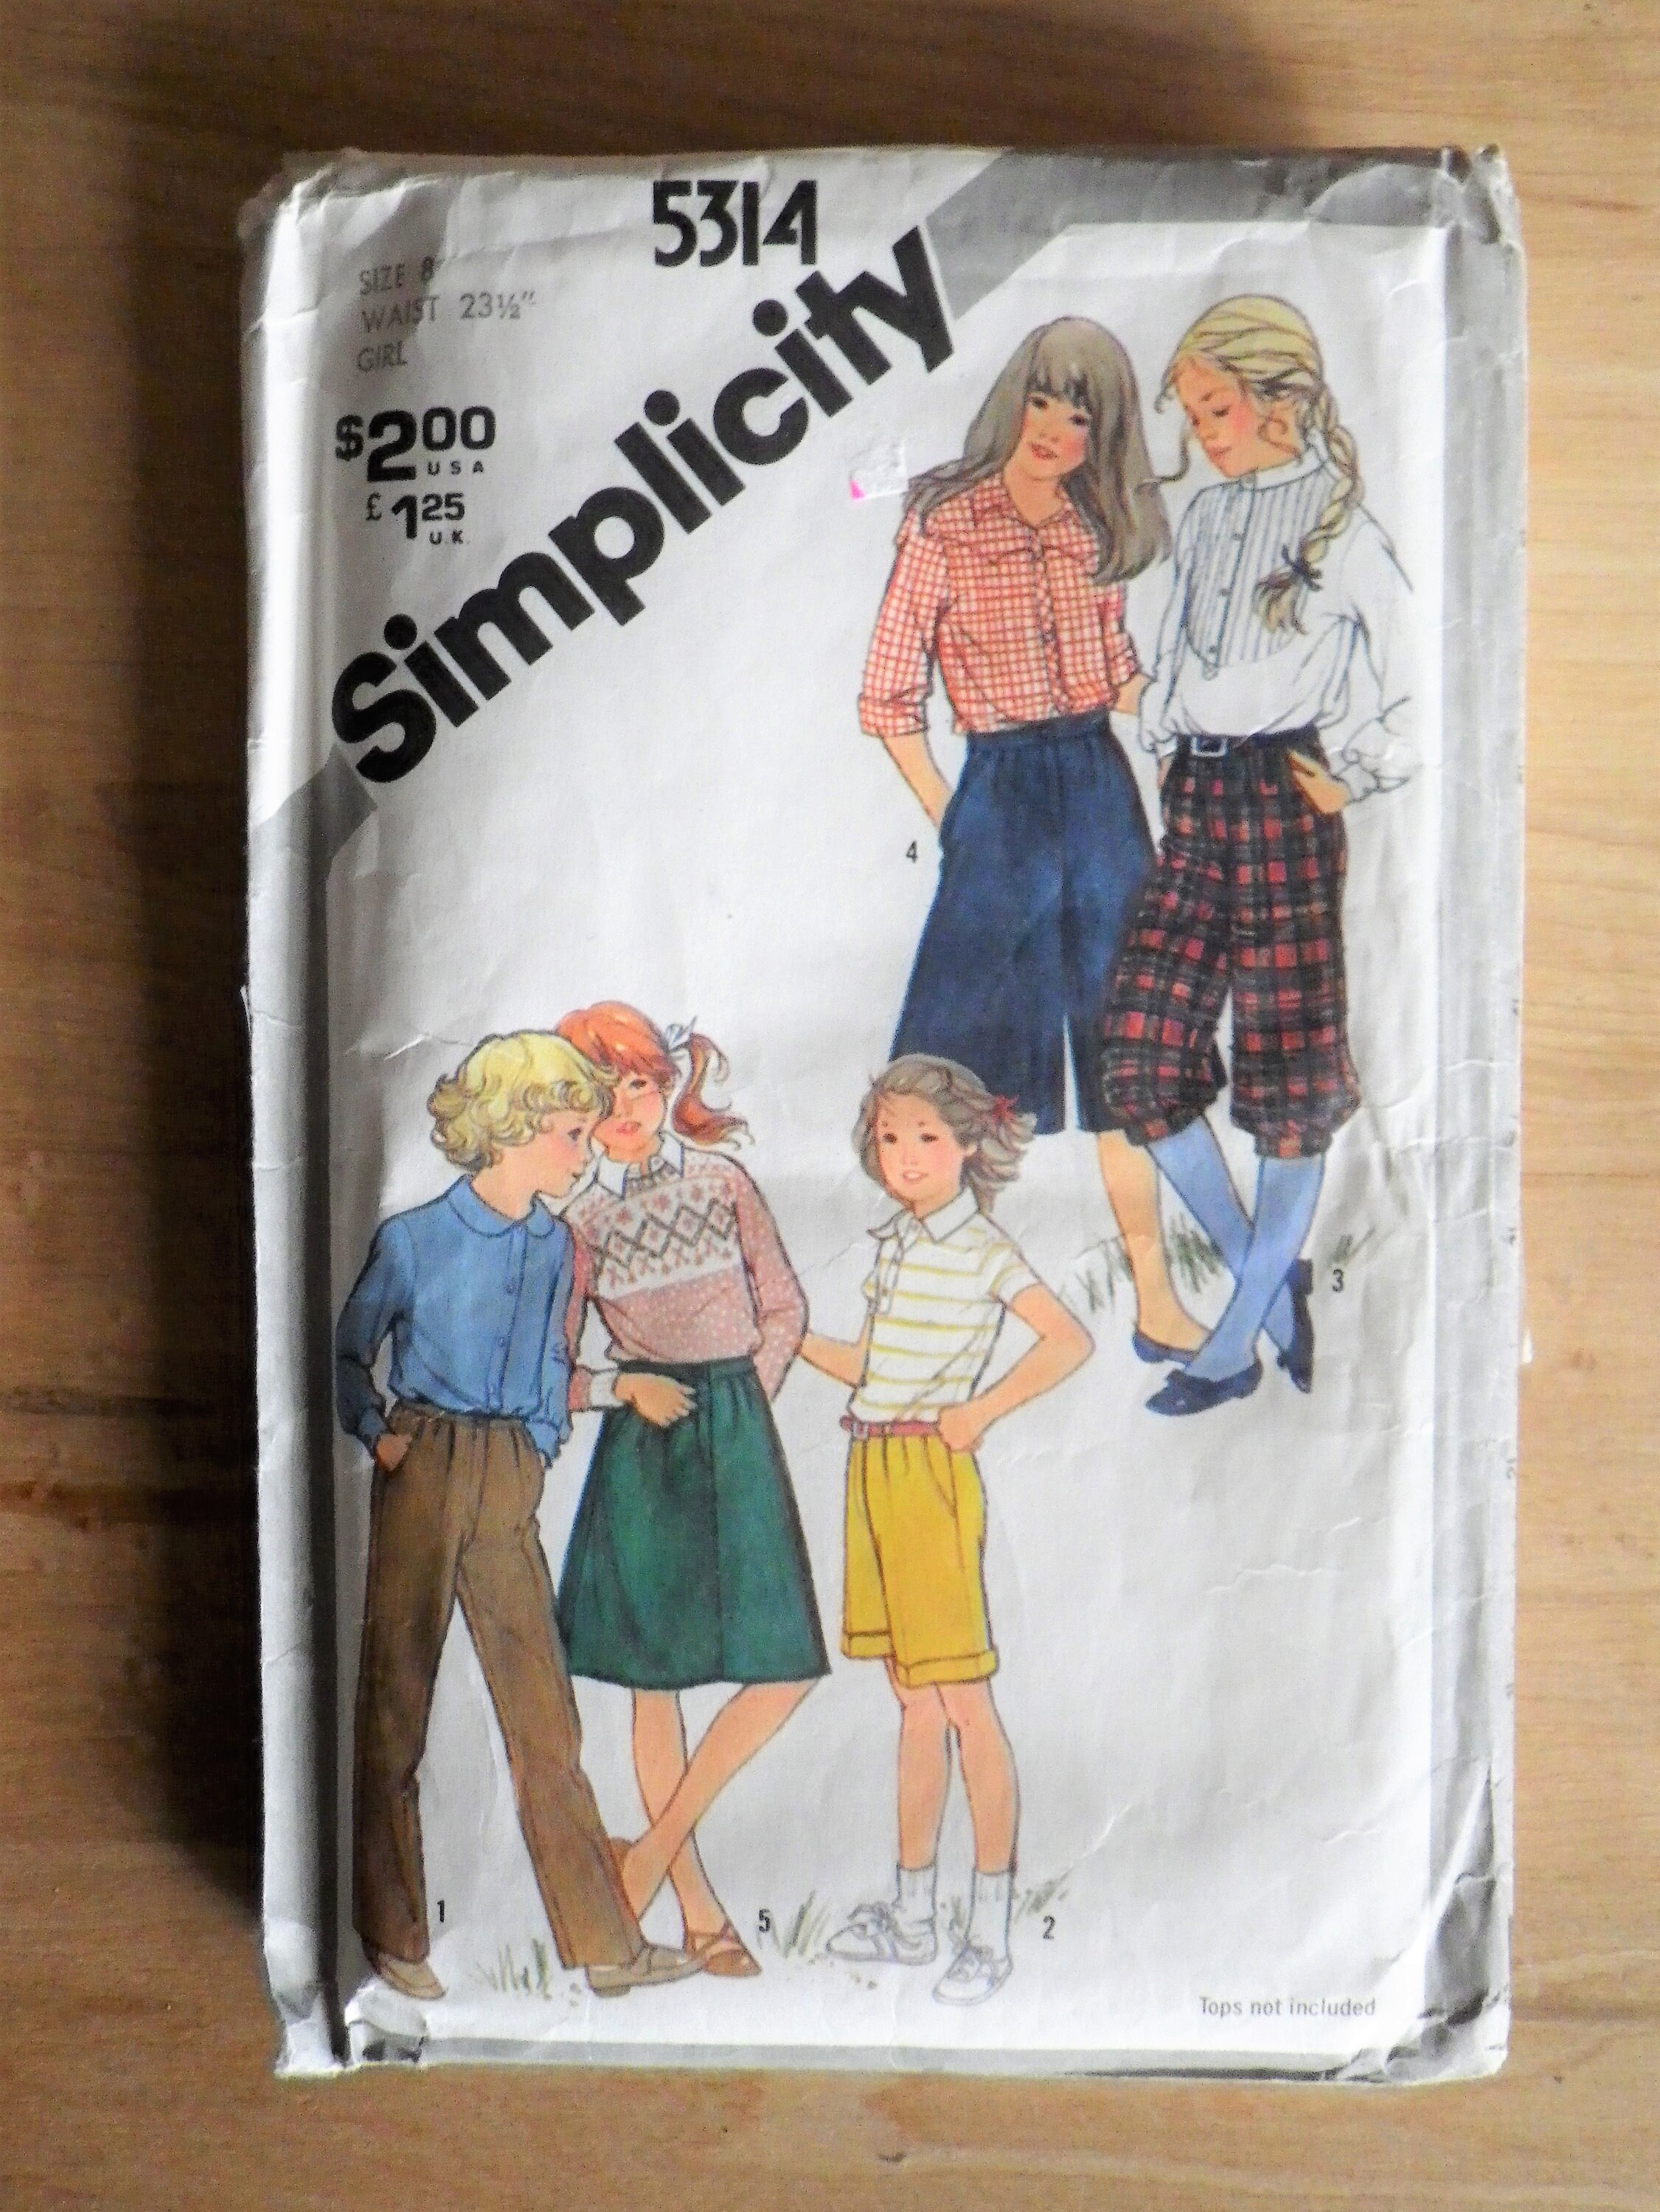 5314
SIZE 8
WAIST 23½"
GIRL
$2.00
USA
£1.25
U.K.
Simplicity
4
3
1
5
2
Tops not included